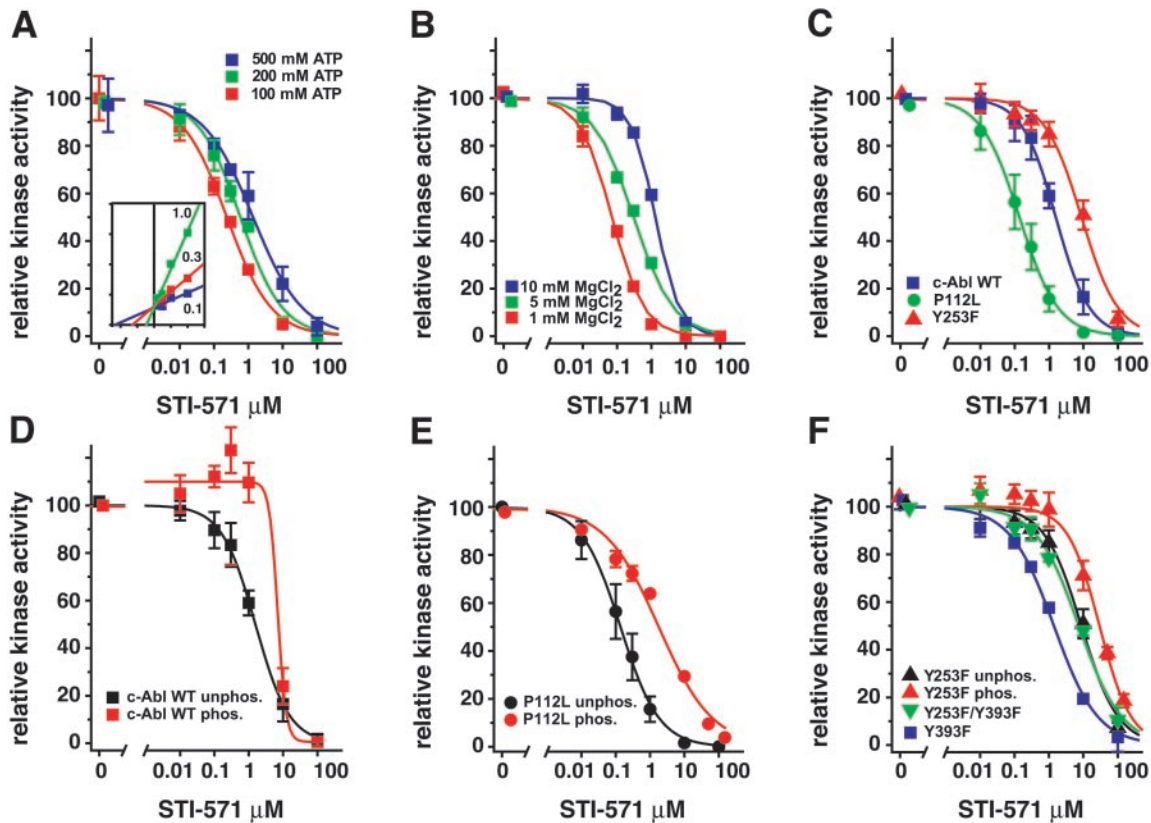 A
relative kinase activity
100
80
60
40
20
0
500 mM ATP
200 mM ATP
100 mM ATP
1.0
0.3
0.1
0 0.01 0.1 1 10 100
STI-571 μM
B
relative kinase activity
100
80
60
40
20
0
10 mM MgCl2
5 mM MgCl2
1 mM MgCl2
0 0.01 0.1 1 10 100
STI-571 μM
C
relative kinase activity
100
80
60
40
20
0
c-Abl WT
P112L
Y253F
0 0.01 0.1 1 10 100
STI-571 μM
D
relative kinase activity
100
80
60
40
20
0
c-Abl WT unphos.
c-Abl WT phos.
0 0.01 0.1 1 10 100
STI-571 μM
E
relative kinase activity
100
80
60
40
20
0
P112L unphos.
P112L phos.
0 0.01 0.1 1 10 100
STI-571 μM
F
relative kinase activity
100
80
60
40
20
0
Y253F unphos.
Y253F phos.
Y253F/Y393F
Y393F
0 0.01 0.1 1 10 100
STI-571 μM